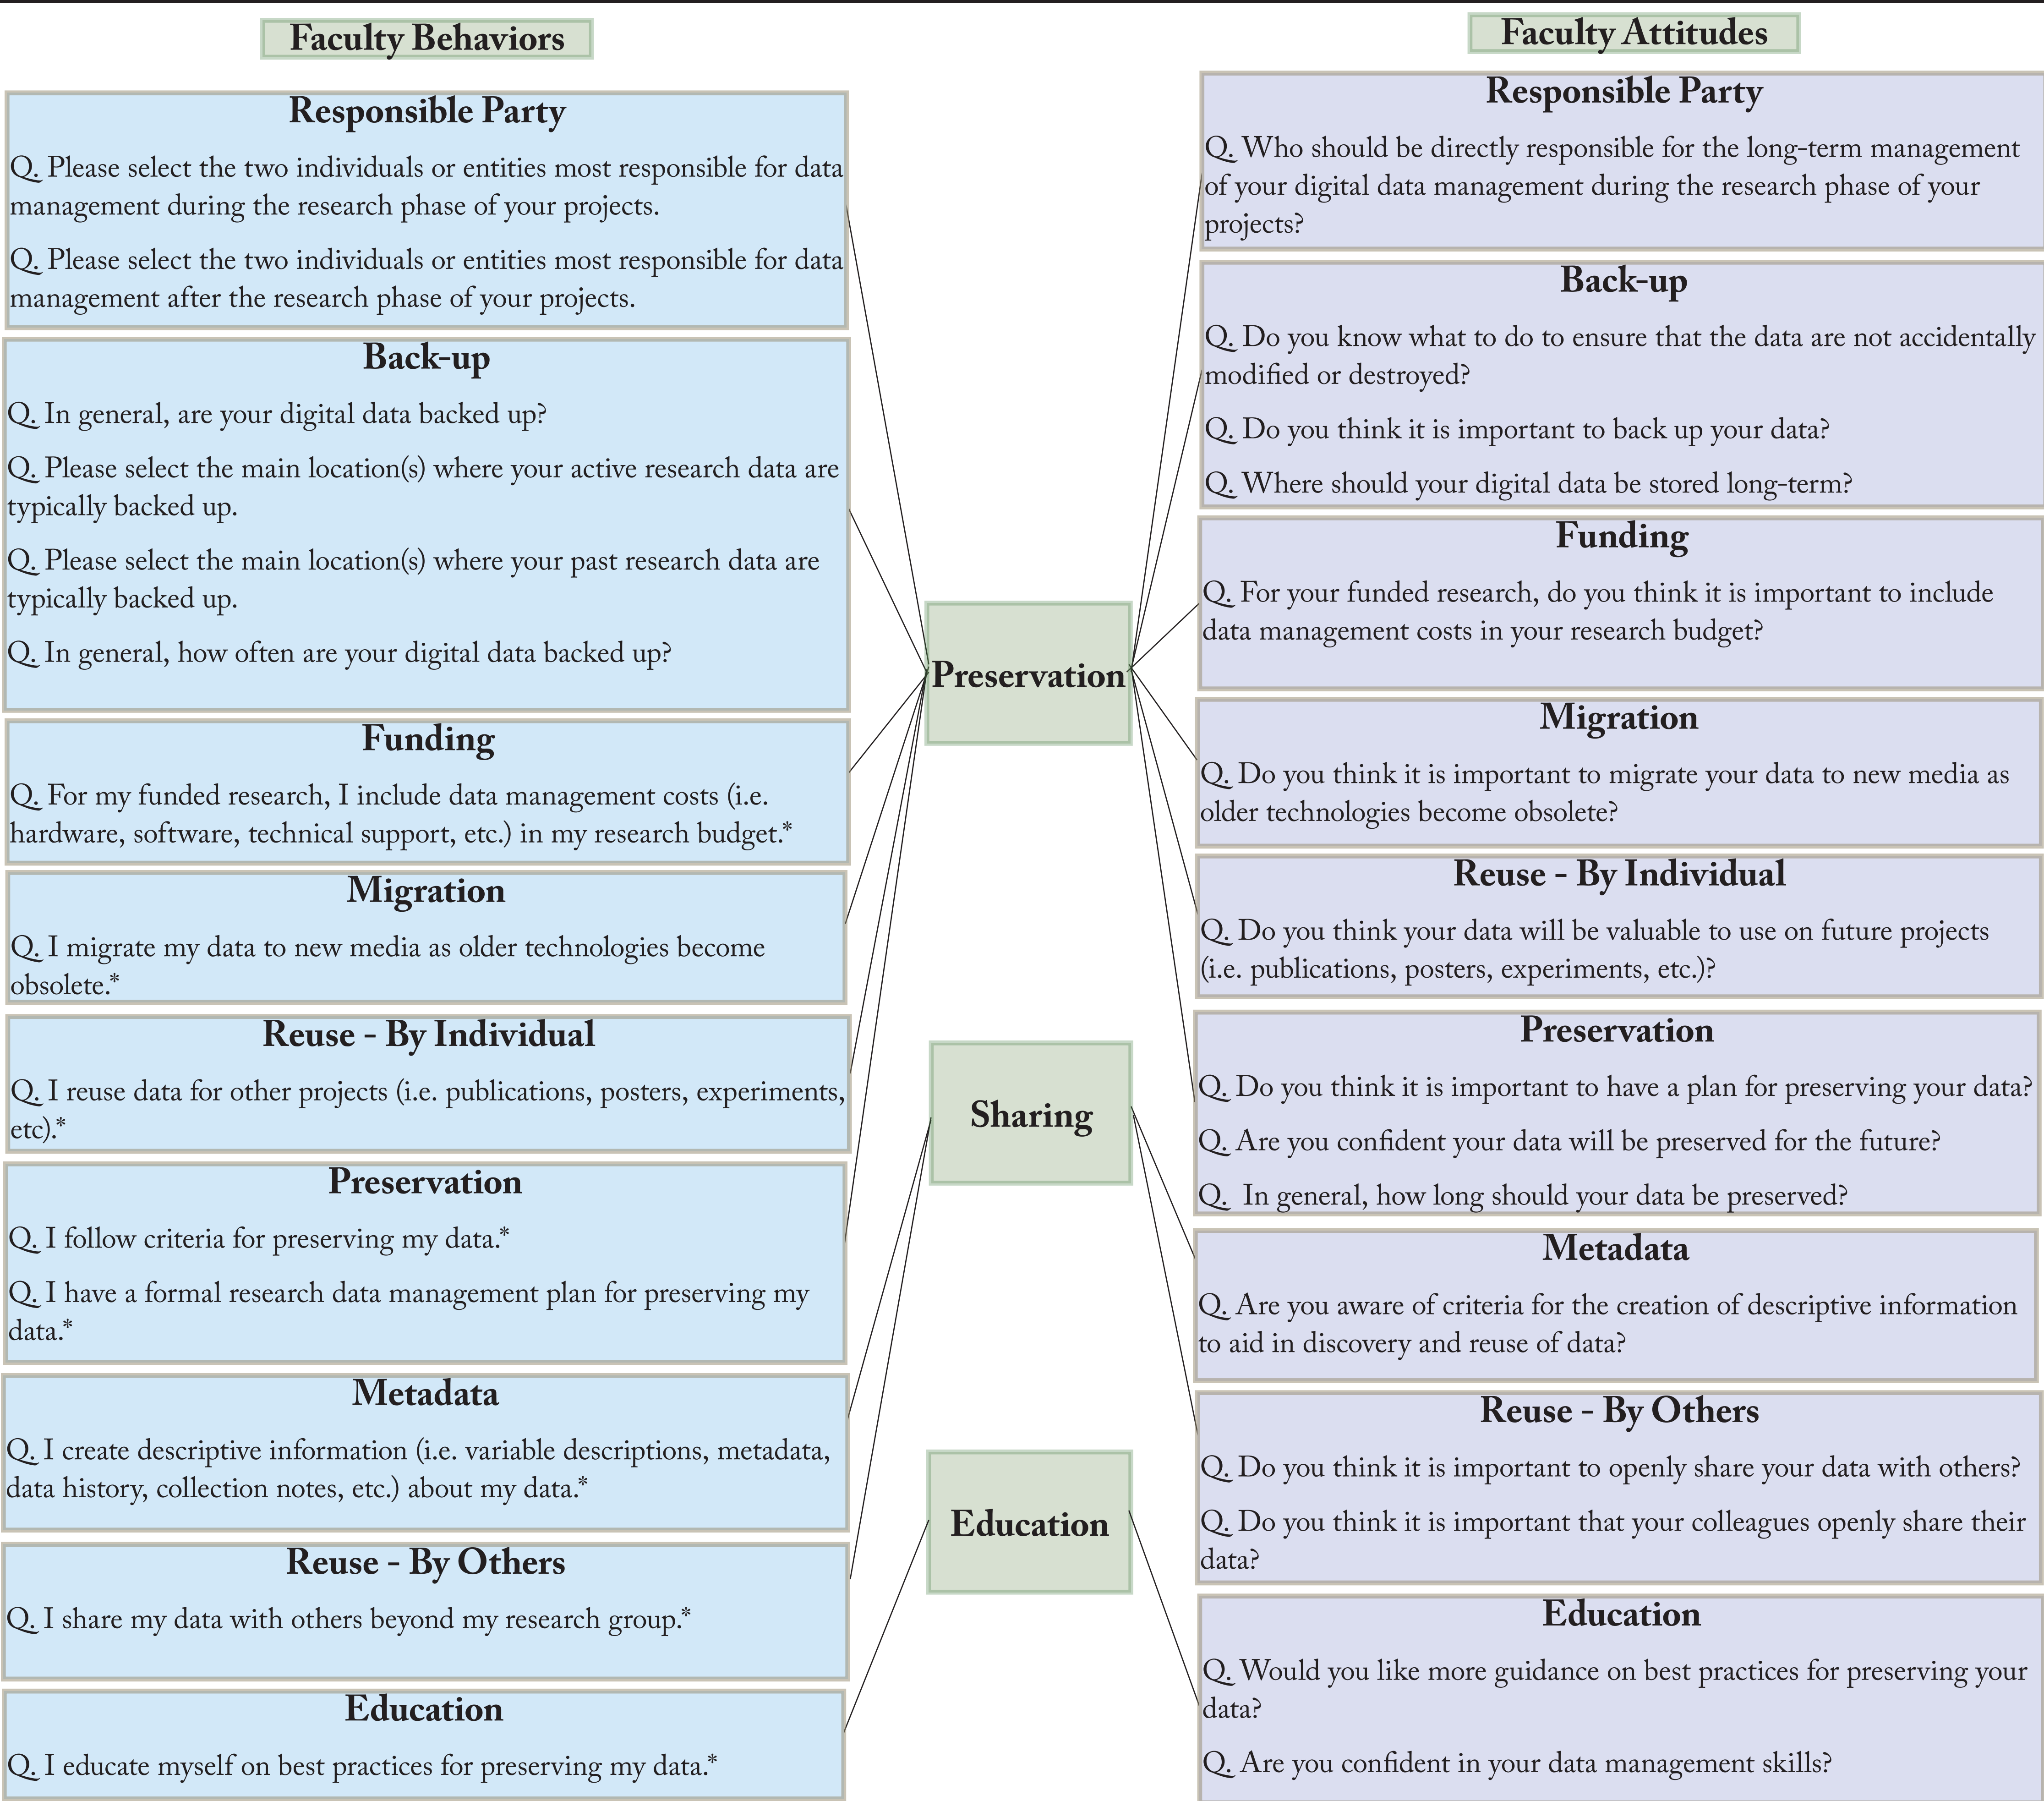 Faculty Behaviors
Responsible Party
Q. Please select the two individuals or entities most responsible for data
management during the research phase of your projects.
Q. Please select the two individuals or entities most responsible for data
management after the research phase of your projects.
Back-up
Q. In general, are your digital data backed up?
Q. Please select the main location(s) where your active research data are
typically backed up.
Q. Please select the main location(s) where your past research data are
typically backed up.
Q. In general, how often are your digital data backed up?
Funding
Q. For my funded research, I include data management costs (i.e.
hardware, software, technical support, etc.) in my research budget.*
Migration
Q. I migrate my data to new media as older technologies become
obsolete.*
Reuse - By Individual
Q. I reuse data for other projects (i.e. publications, posters, experiments,
etc).*
Preservation
Q. I follow criteria for preserving my data.*
Q. I have a formal research data management plan for preserving my
data.*
Metadata
Q. I create descriptive information (i.e. variable descriptions, metadata,
data history, collection notes, etc.) about my data.*
Reuse - By Others
Q. I share my data with others beyond my research group.*
Education
Q. I educate myself on best practices for preserving my data.*
Preservation
Sharing
Education
Faculty Attitudes
Responsible Party
Q. Who should be directly responsible for the long-term management
of your digital data management during the research phase of your
projects?
Back-up
Q. Do you know what to do to ensure that the data are not accidentally
modified or destroyed?
Q. Do you think it is important to back up your data?
Q. Where should your digital data be stored long-term?
Funding
Q. For your funded research, do you think it is important to include
data management costs in your research budget?
Migration
Q. Do you think it is important to migrate your data to new media as
older technologies become obsolete?
Reuse - By Individual
Q. Do you think your data will be valuable to use on future projects
(i.e. publications, posters, experiments, etc.)?
Preservation
Q. Do you think it is important to have a plan for preserving your data?
Q. Are you confident your data will be preserved for the future?
Q. In general, how long should your data be preserved?
Metadata
Q. Are you aware of criteria for the creation of descriptive information
to aid in discovery and reuse of data?
Reuse - By Others
Q. Do you think it is important to openly share your data with others?
Q. Do you think it is important that your colleagues openly share their
data?
Education
Q. Would you like more guidance on best practices for preserving your
data?
Q. Are you confident in your data management skills?